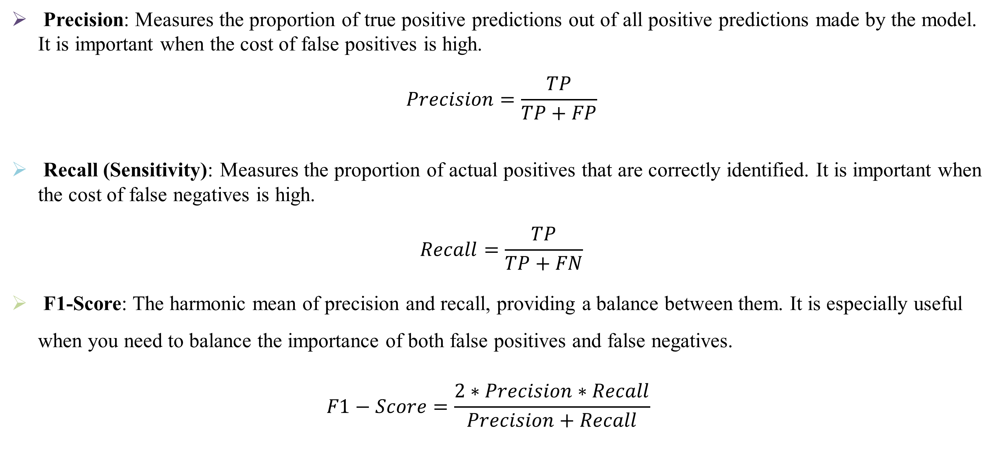 ➢ Precision: Measures the proportion of true positive predictions out of all positive predictions made by the model.
It is important when the cost of false positives is high.
Precision = TP / (TP + FP)
➢ Recall (Sensitivity): Measures the proportion of actual positives that are correctly identified. It is important when
the cost of false negatives is high.
Recall = TP / (TP + FN)
➢ F1-Score: The harmonic mean of precision and recall, providing a balance between them. It is especially useful
when you need to balance the importance of both false positives and false negatives.
F1 − Score = (2 ∗ Precision ∗ Recall) / (Precision + Recall)